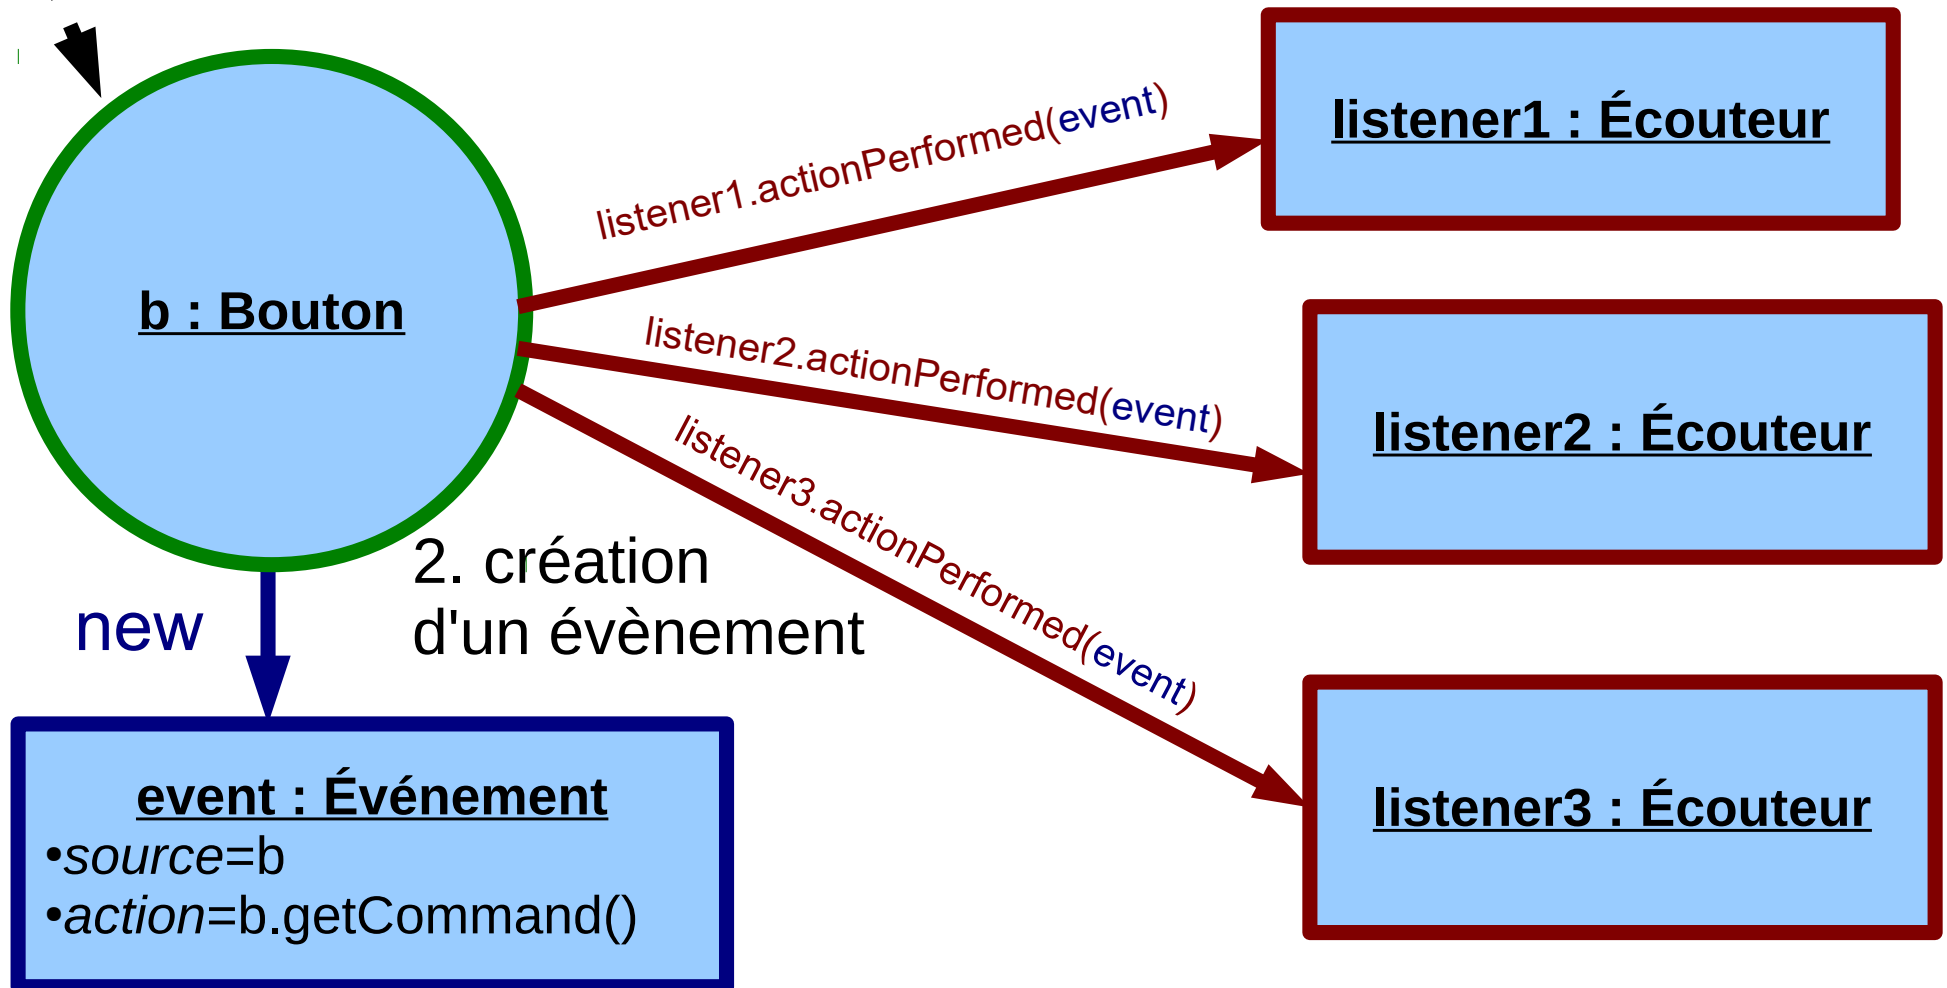 listener1.actionPerformed(event)
listener1 : Écouteur
b : Bouton
listener2.actionPerformed(event)
listener2 : Écouteur
listener3.actionPerformed(event)
2. création
d'un évènement
new
event : Événement
•source=b
•action=b.getCommand()
listener3 : Écouteur